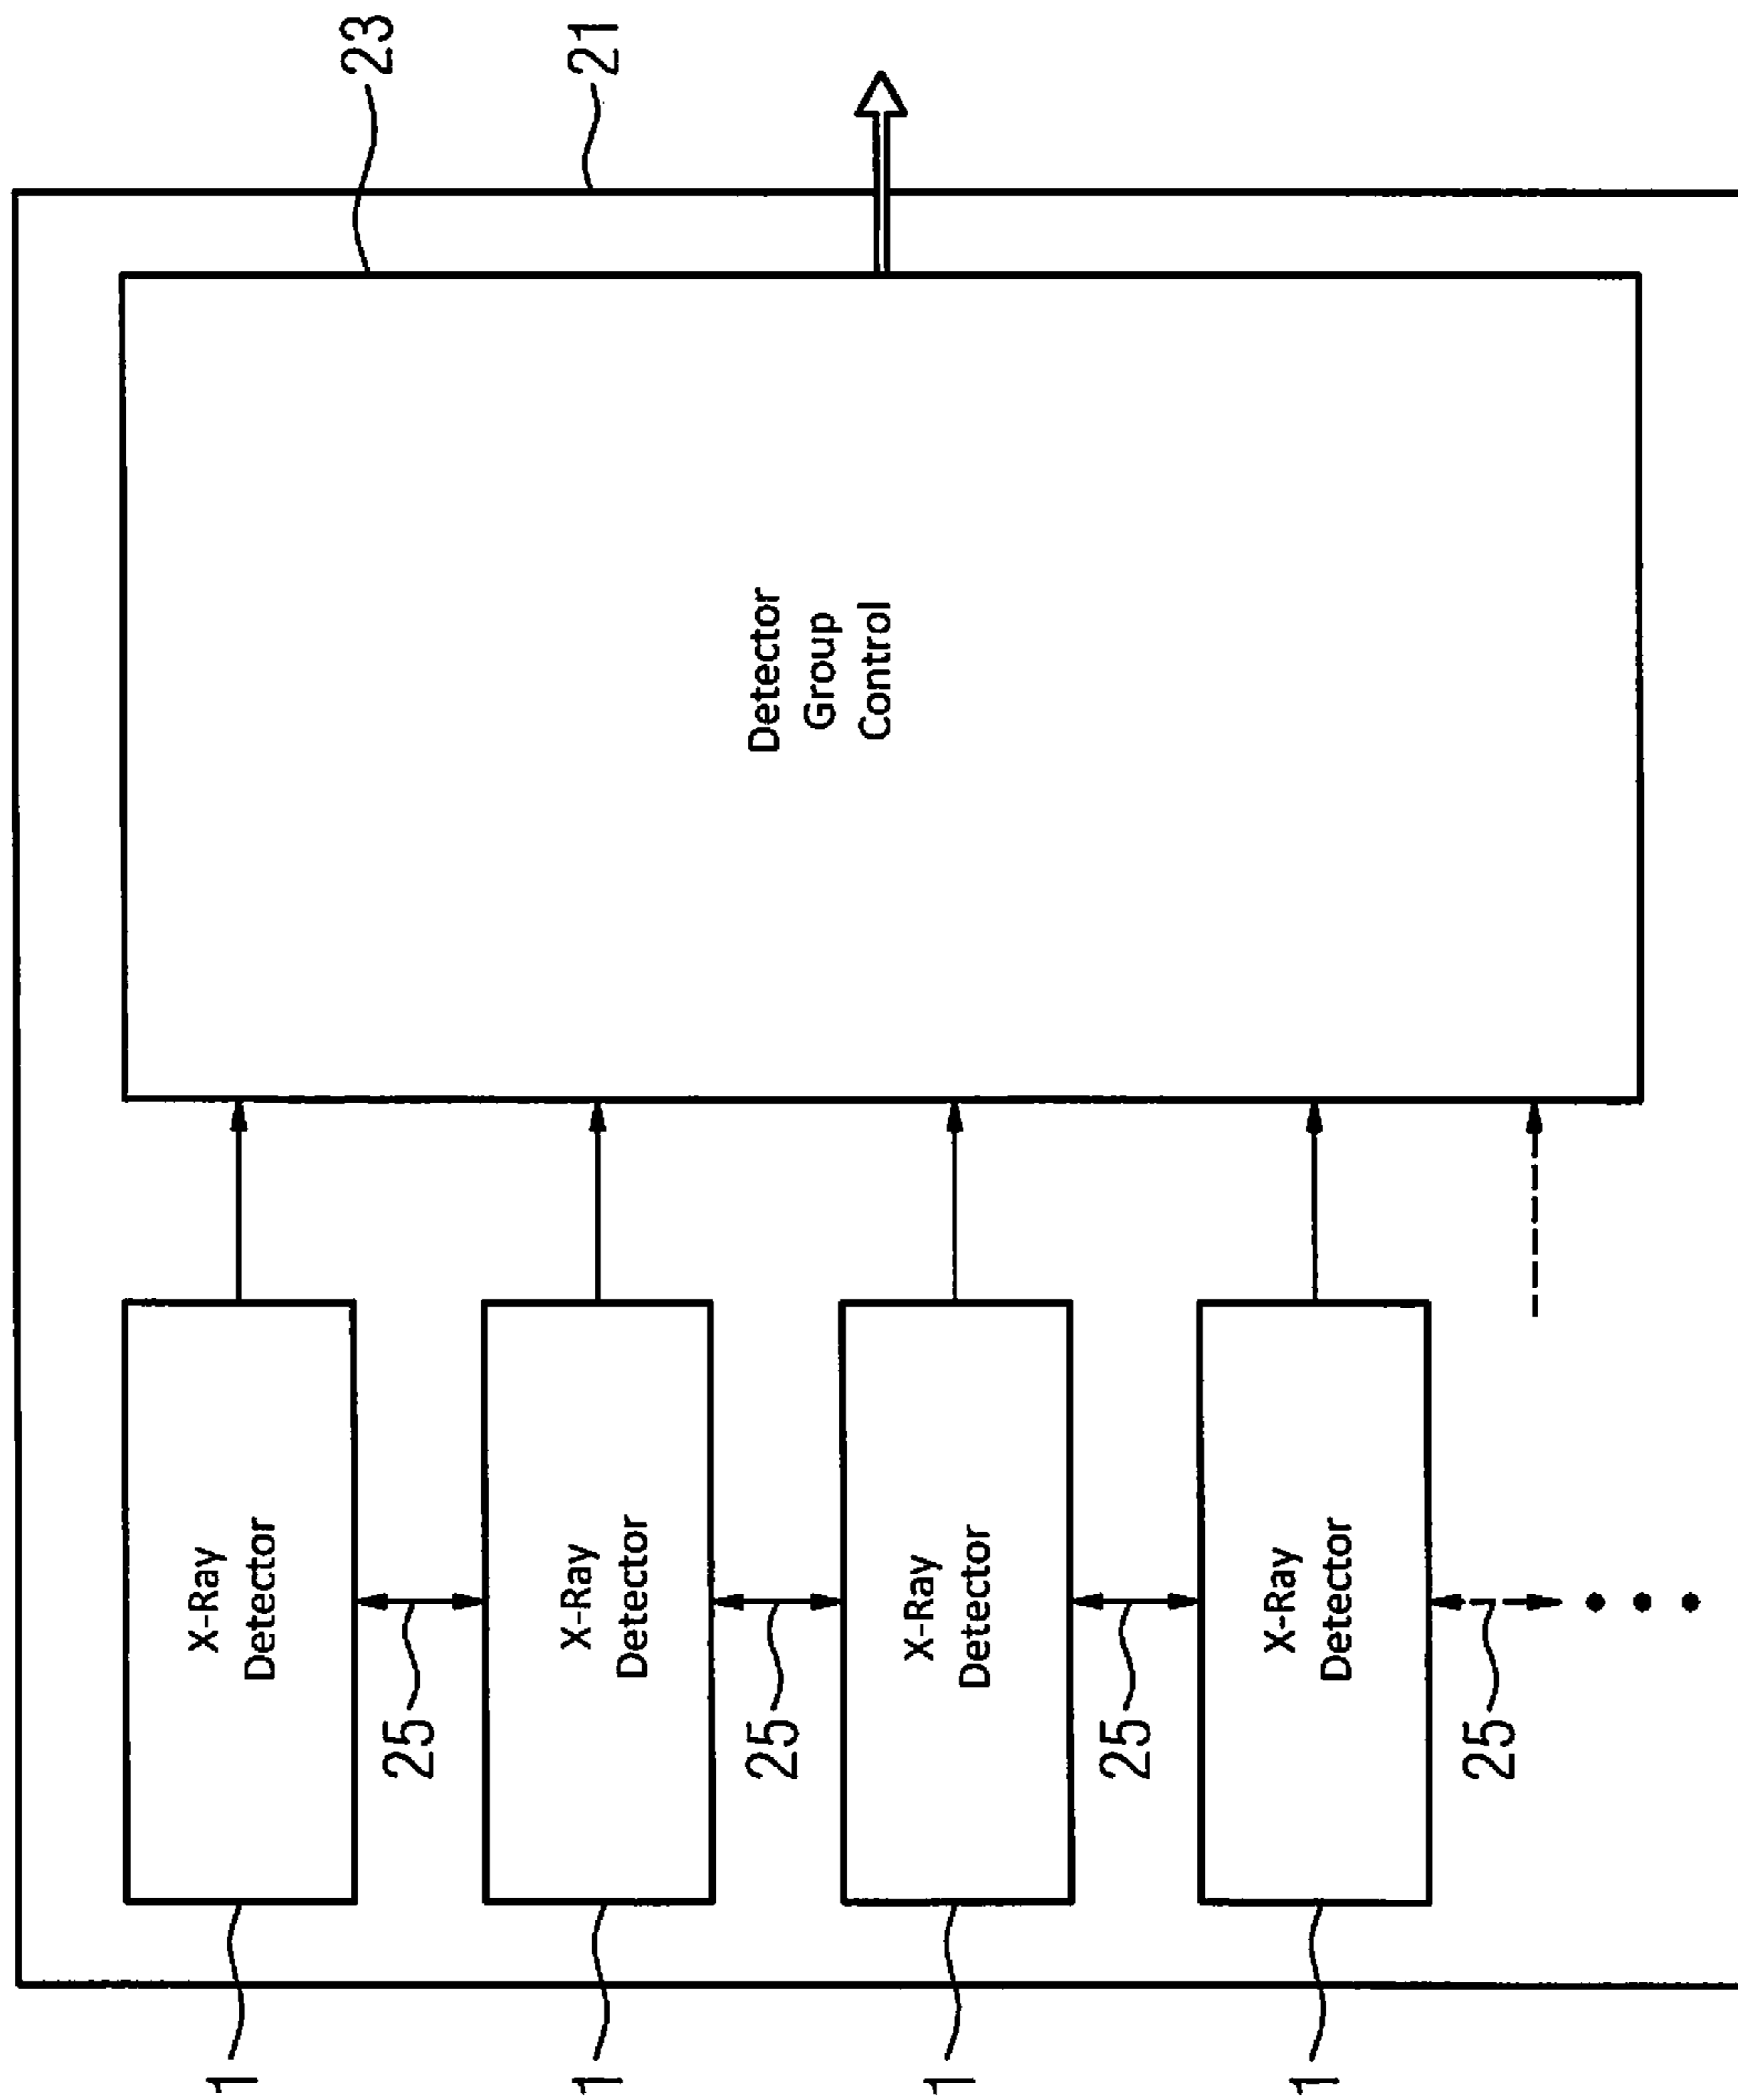 1
X-Ray
Detector
25
23
1
X-Ray
Detector
21
25
Detector
Group
Control
1
X-Ray
Detector
25
1
X-Ray
Detector
25